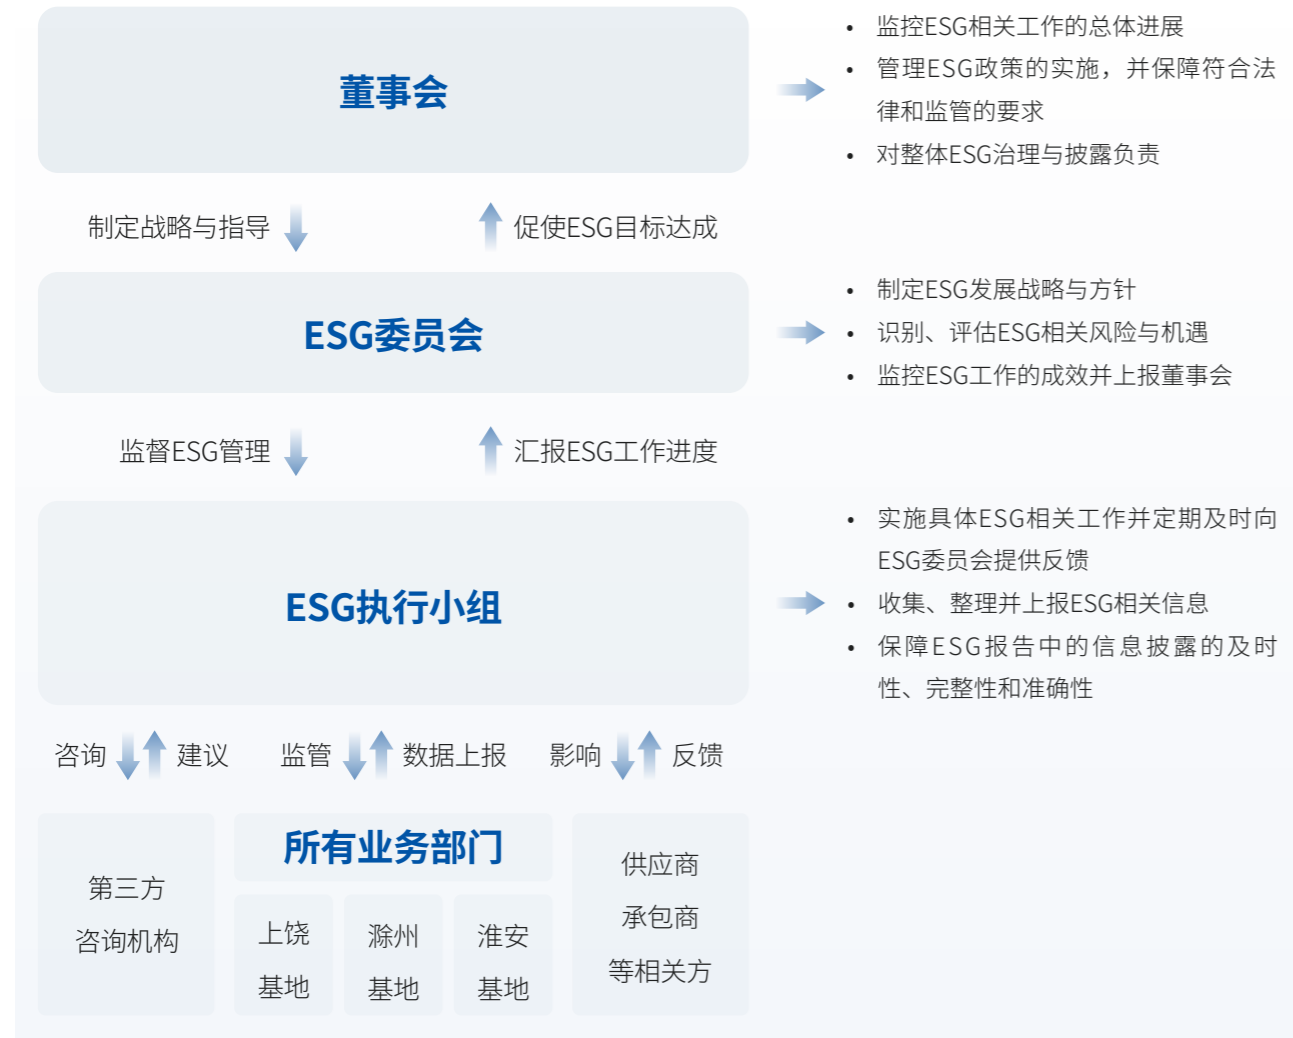 董事会
• 监控ESG相关工作的总体进展
• 管理ESG政策的实施，并保障符合法
律和监管的要求
• 对整体ESG治理与披露负责
制定战略与指导
促使ESG目标达成
ESG委员会
• 制定ESG发展战略与方针
• 识别、评估ESG相关风险与机遇
• 监控ESG工作的成效并上报董事会
监督ESG管理
汇报ESG工作进度
ESG执行小组
• 实施具体ESG相关工作并定期及时向
ESG委员会提供反馈
• 收集、整理并上报ESG相关信息
• 保障ESG报告中的信息披露的及时
性、完整性和准确性
咨询
建议
监管
数据上报
影响
反馈
第三方
咨询机构
所有业务部门
上饶
基地
滁州
基地
淮安
基地
供应商
承包商
等相关方